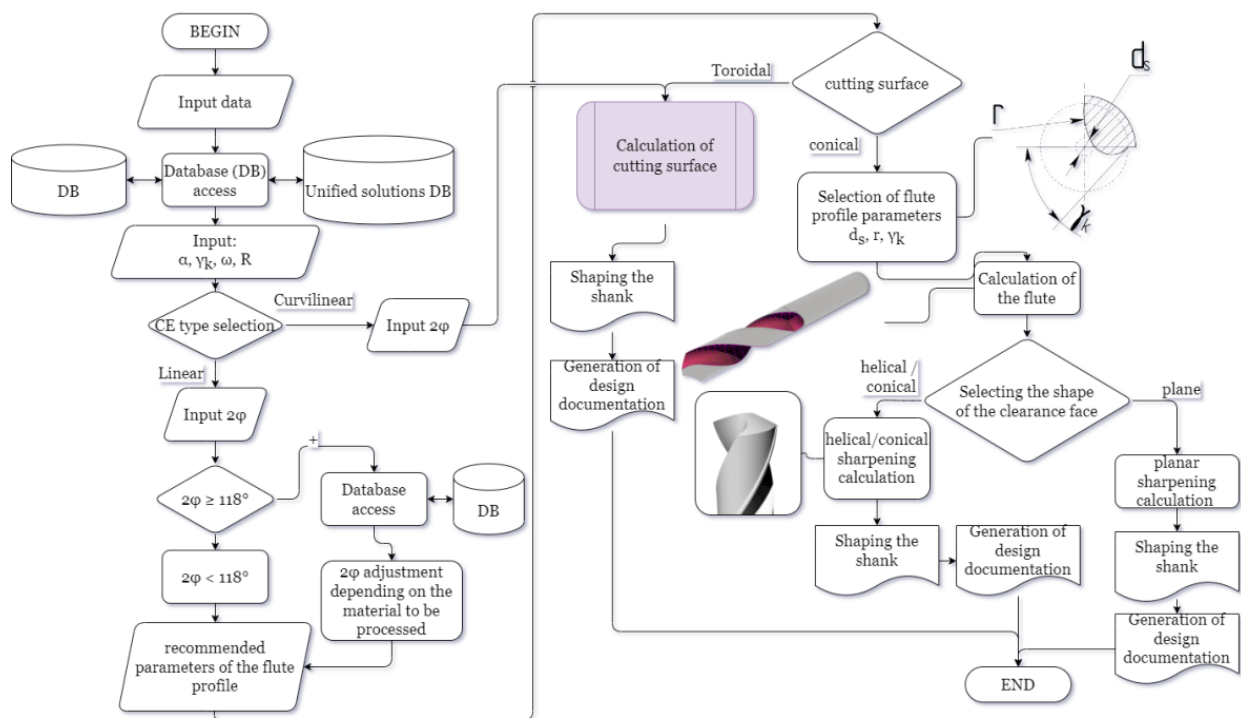 BEGIN
Input data
DB
Database (DB)
access
Unified solutions DB
Input:
α, γk, ω, R
CE type selection
Curvilinear
Input 2φ
Linear
Input 2φ
2φ ≥ 118°
+
Database
access
DB
2φ < 118°
2φ adjustment
depending on the
material to be
processed
recommended
parameters of the flute
profile
cutting surface
Toroidal
Calculation of
cutting surface
conical
Selection of flute
profile parameters
ds, r, γk
ds
r
γk
Shaping the
shank
Calculation of
the flute
Generation of
design
documentation
helical /
conical
Selecting the shape
of the clearance face
plane
helical/conical
sharpening
calculation
planar
sharpening
calculation
Shaping the
shank
Generation of
design
documentation
Shaping the
shank
Generation of
design
documentation
END